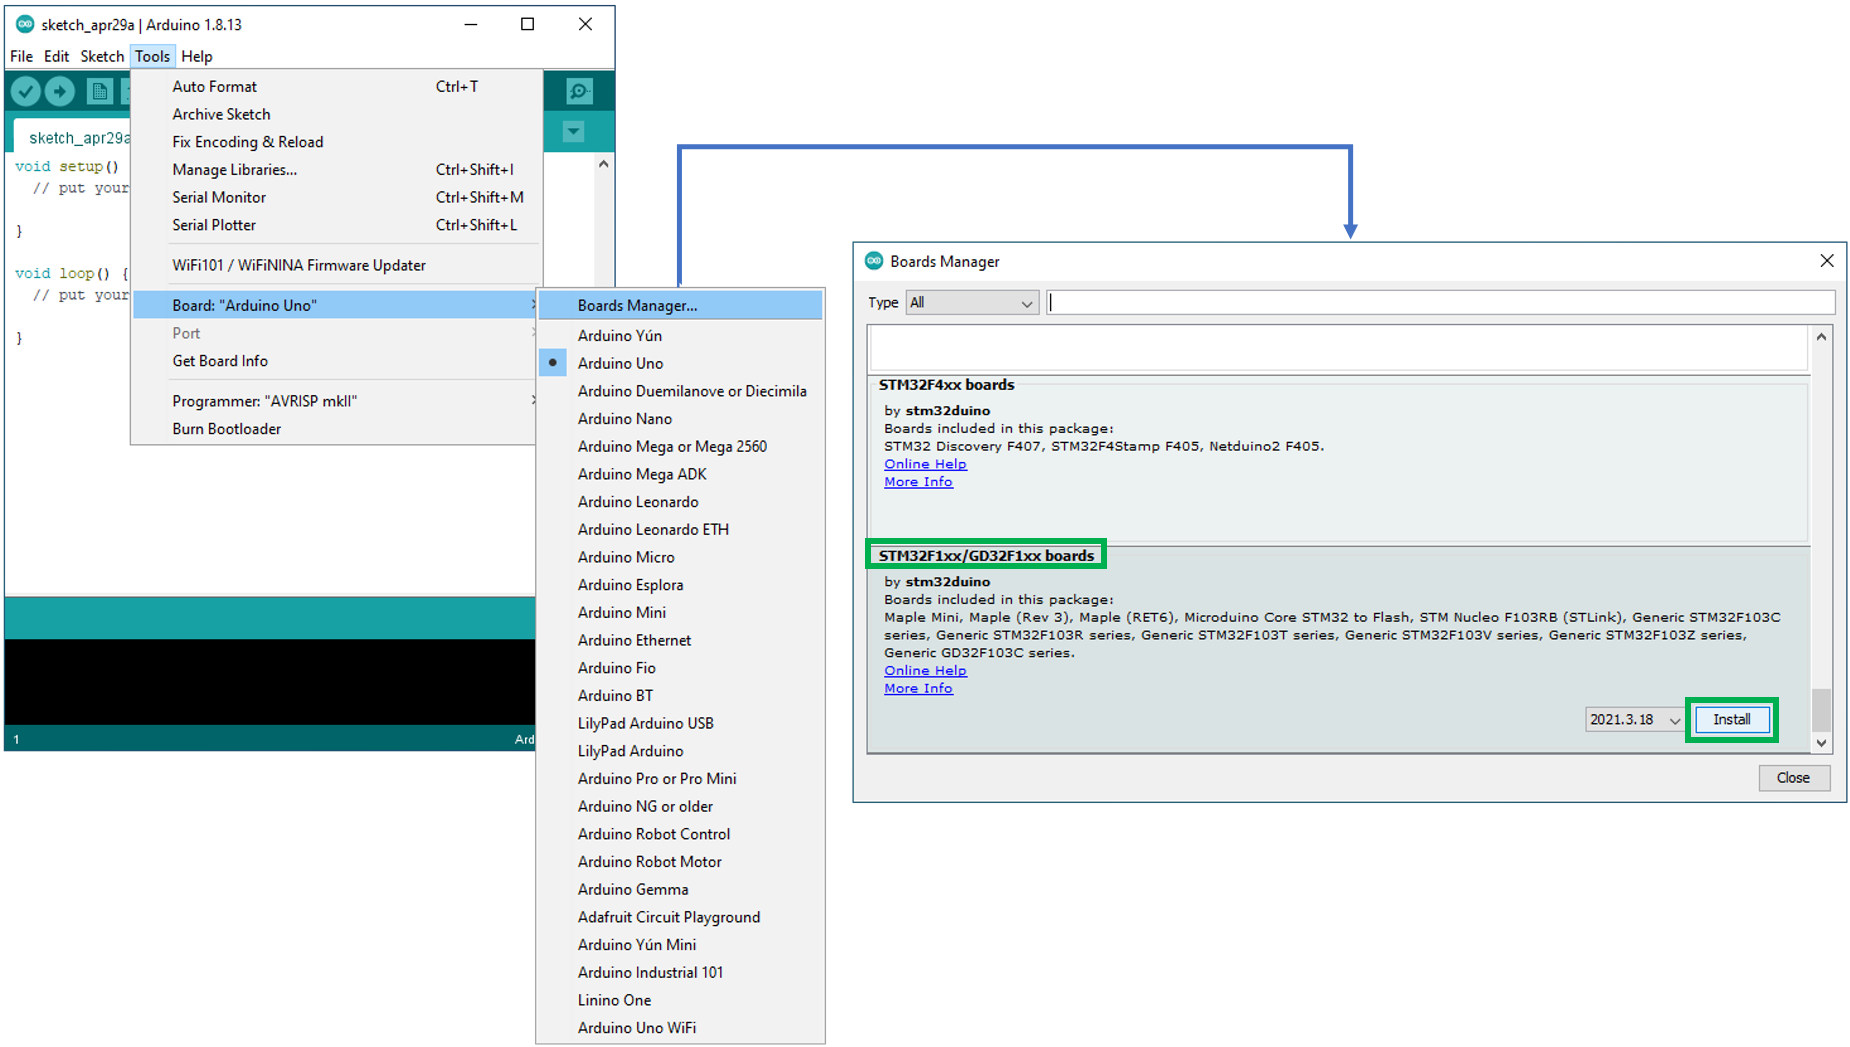 sketch_apr29a | Arduino 1.8.13
File Edit Sketch Tools Help
sketch_apr29a
void setup()
// put your
}
void loop() {
// put your
}
1
Ard
Auto Format Ctrl+T
Archive Sketch
Fix Encoding & Reload
Manage Libraries... Ctrl+Shift+I
Serial Monitor Ctrl+Shift+M
Serial Plotter Ctrl+Shift+L
WiFi101 / WiFiNINA Firmware Updater
Board: "Arduino Uno"
Port
Get Board Info
Programmer: "AVRISP mkII"
Burn Bootloader
Boards Manager...
Arduino Yún
Arduino Uno
Arduino Duemilanove or Diecimila
Arduino Nano
Arduino Mega or Mega 2560
Arduino Mega ADK
Arduino Leonardo
Arduino Leonardo ETH
Arduino Micro
Arduino Esplora
Arduino Mini
Arduino Ethernet
Arduino Fio
Arduino BT
LilyPad Arduino USB
LilyPad Arduino
Arduino Pro or Pro Mini
Arduino NG or older
Arduino Robot Control
Arduino Robot Motor
Arduino Gemma
Adafruit Circuit Playground
Arduino Yún Mini
Arduino Industrial 101
Linino One
Arduino Uno WiFi
Boards Manager
Type All
STM32F4xx boards
by stm32duino
Boards included in this package:
STM32 Discovery F407, STM32F4Stamp F405, Netduino2 F405.
Online Help
More Info
STM32F1xx/GD32F1xx boards
by stm32duino
Boards included in this package:
Maple Mini, Maple (Rev 3), Maple (RET6), Microduino Core STM32 to Flash, STM Nucleo F103RB (STLink), Generic STM32F103C
series, Generic STM32F103R series, Generic STM32F103T series, Generic STM32F103V series, Generic STM32F103Z series,
Generic GD32F103C series.
Online Help
More Info
2021.3.18 Install
Close